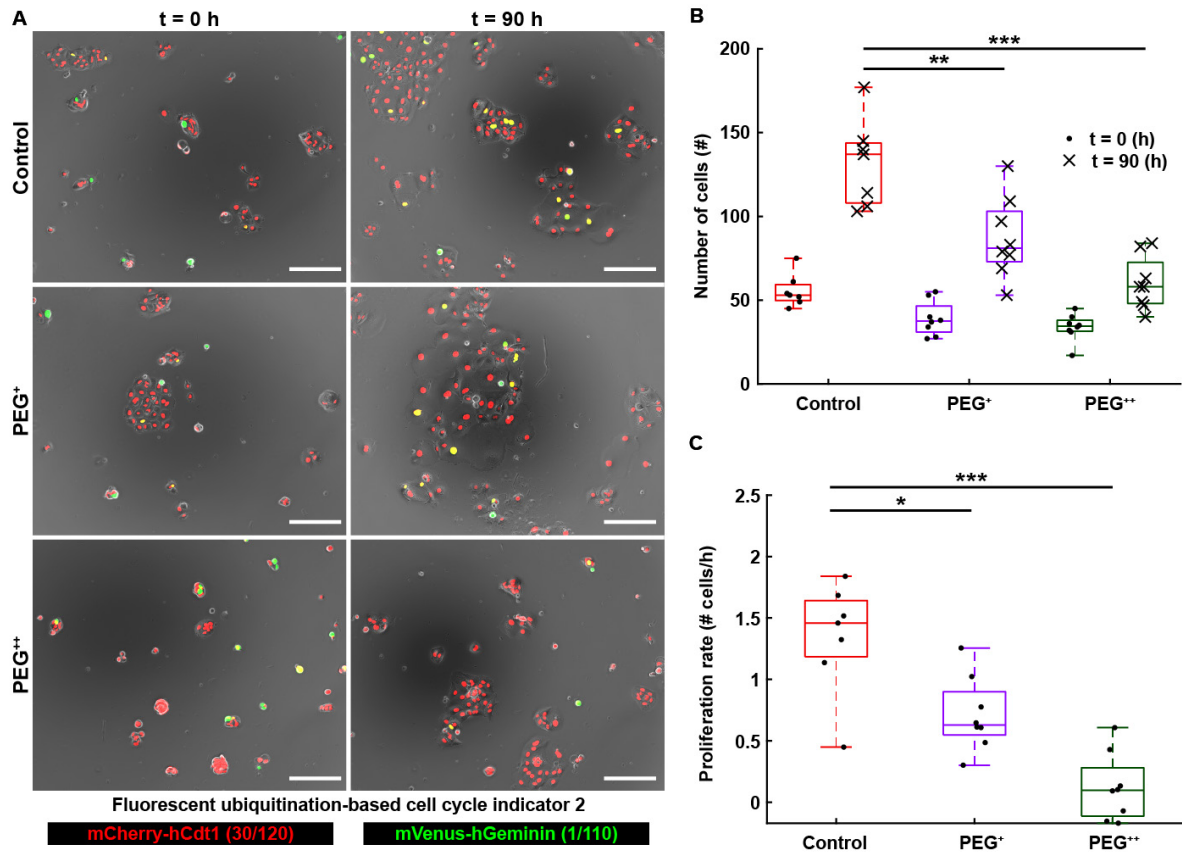 A
t = 0 h
t = 90 h
Control
PEG⁺
PEG⁺⁺
Fluorescent ubiquitination-based cell cycle indicator 2
mCherry-hCdt1 (30/120)
mVenus-hGeminin (1/110)
B
Number of cells (#)
200
150
100
50
0
***
**
t = 0 (h)
t = 90 (h)
Control
PEG⁺
PEG⁺⁺
C
Proliferation rate (# cells/h)
2.5
2
1.5
1
0.5
0
***
*
Control
PEG⁺
PEG⁺⁺